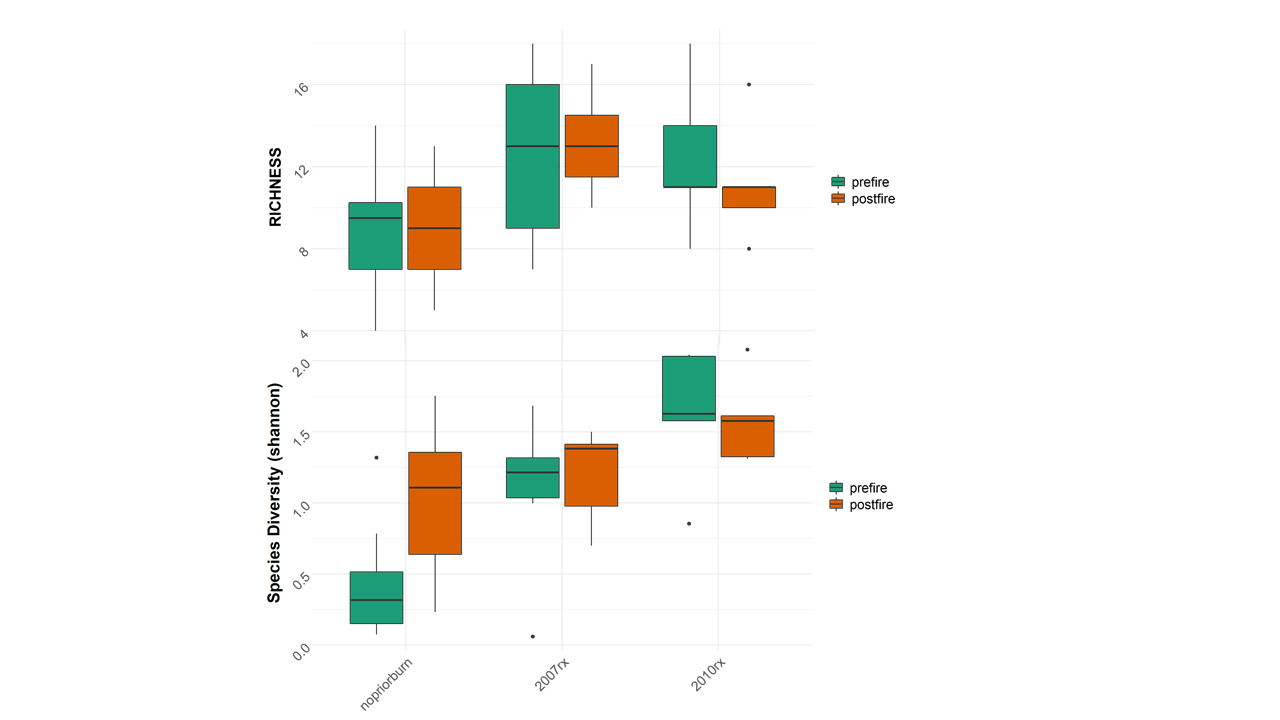 RICHNESS
16
12
8
4
prefire
postfire
Species Diversity (shannon)
2.0
1.5
1.0
0.5
0.0
prefire
postfire
nopriorburn
2007rx
2010rx